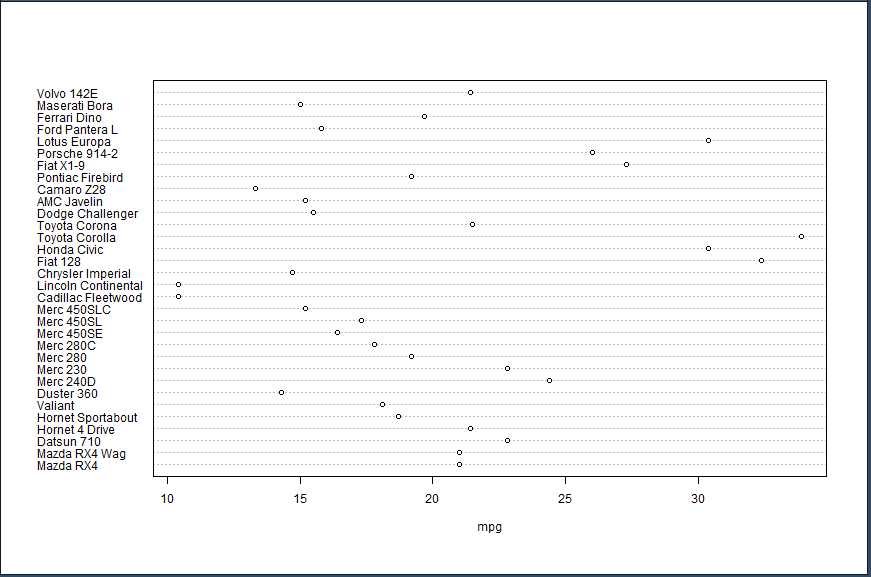 Volvo 142E
Maserati Bora
Ferrari Dino
Ford Pantera L
Lotus Europa
Porsche 914-2
Fiat X1-9
Pontiac Firebird
Camaro Z28
AMC Javelin
Dodge Challenger
Toyota Corona
Toyota Corolla
Honda Civic
Fiat 128
Chrysler Imperial
Lincoln Continental
Cadillac Fleetwood
Merc 450SLC
Merc 450SL
Merc 450SE
Merc 280C
Merc 280
Merc 230
Merc 240D
Duster 360
Valiant
Hornet Sportabout
Hornet 4 Drive
Datsun 710
Mazda RX4 Wag
Mazda RX4
10 15 20 25 30
mpg